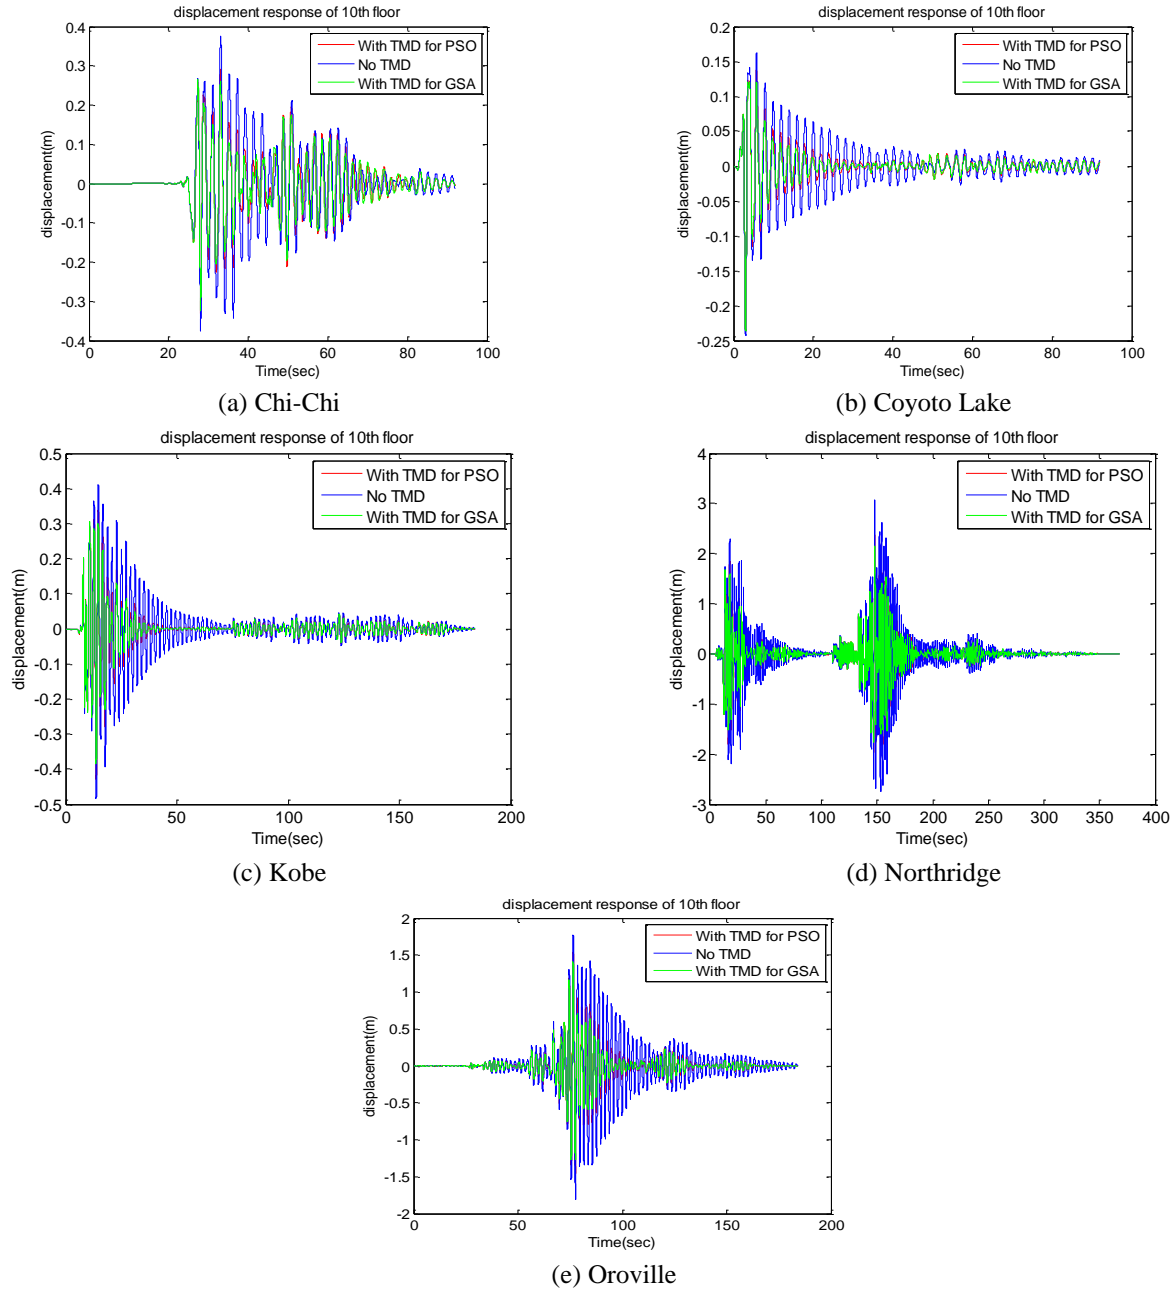 displacement response of 10th floor
0.4
0.3
0.2
0.1
0
-0.1
-0.2
-0.3
-0.4
displacement(m)
With TMD for PSO
No TMD
With TMD for GSA
0 20 40 60 80 100
Time(sec)
(a) Chi-Chi
displacement response of 10th floor
0.2
0.15
0.1
0.05
0
-0.05
-0.1
-0.15
-0.2
-0.25
displacement(m)
With TMD for PSO
No TMD
With TMD for GSA
0 20 40 60 80 100
Time(sec)
(b) Coyoto Lake
displacement response of 10th floor
0.5
0.4
0.3
0.2
0.1
0
-0.1
-0.2
-0.3
-0.4
-0.5
displacement(m)
With TMD for PSO
No TMD
With TMD for GSA
0 50 100 150 200
Time(sec)
(c) Kobe
displacement response of 10th floor
4
3
2
1
0
-1
-2
-3
displacement(m)
With TMD for PSO
No TMD
With TMD for GSA
0 50 100 150 200 250 300 350 400
Time(sec)
(d) Northridge
displacement response of 10th floor
2
1.5
1
0.5
0
-0.5
-1
-1.5
-2
displacement(m)
With TMD for PSO
No TMD
With TMD for GSA
0 50 100 150 200
Time(sec)
(e) Oroville